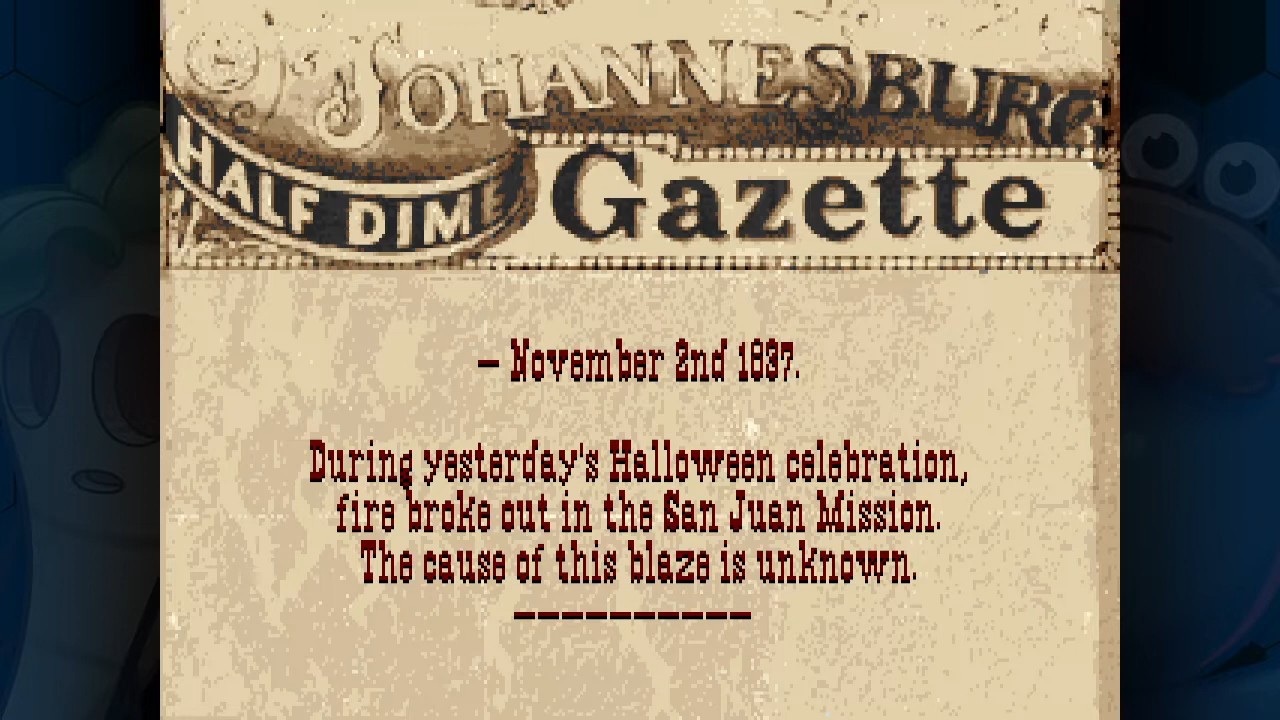 JOHANNESBURG
HALF DIME
Gazette
– November 2nd 1837.
During yesterday's Halloween celebration,
fire broke out in the San Juan Mission.
The cause of this blaze is unknown.
----------